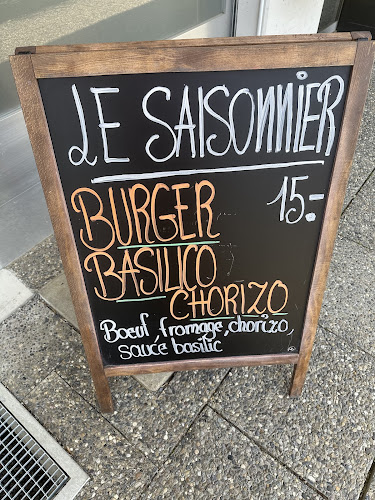 LE SAISONNIER
BURGER 15.-
BASILICO
CHORIZO
Boeuf, fromage, chorizo,
sauce basilic